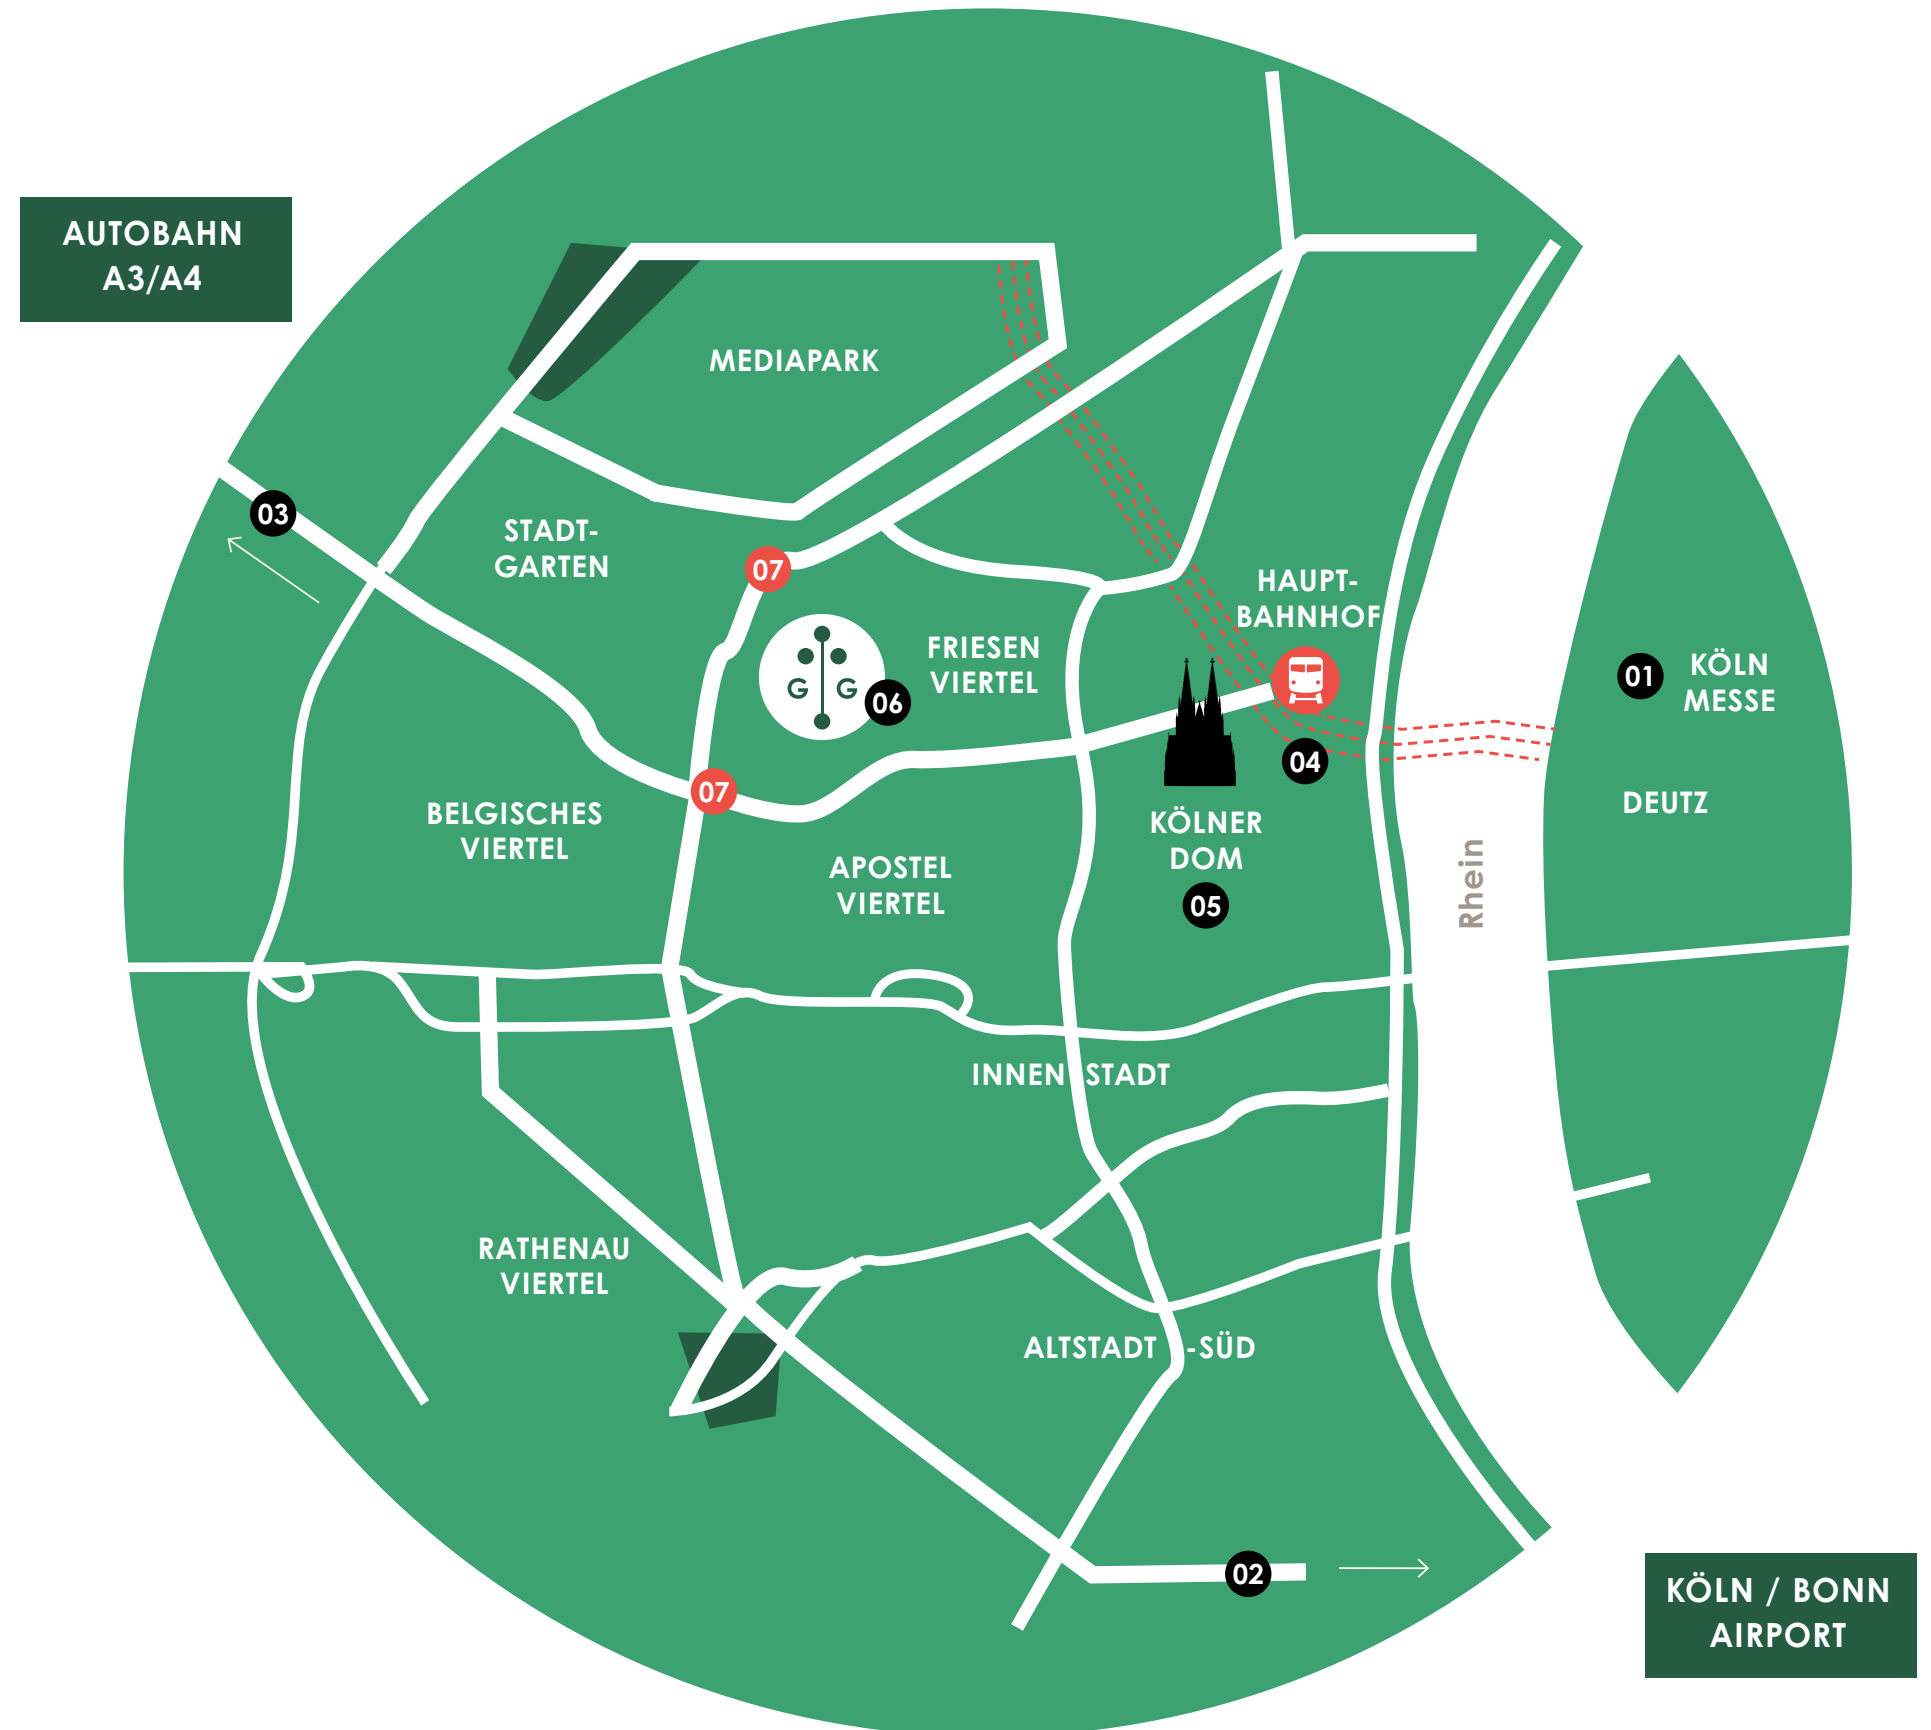 AUTOBAHN
A3/A4
MEDIAPARK
03
STADT-
GARTEN
07
HAUPT-
BAHNHOF
FRIESEN
VIERTEL
G G
06
01
KÖLN
MESSE
04
07
BELGISCHES
VIERTEL
DEUTZ
KÖLNER
DOM
05
APOSTEL
VIERTEL
Rhein
INNEN STADT
RATHENAU
VIERTEL
ALTSTADT -SÜD
02
KÖLN / BONN
AIRPORT